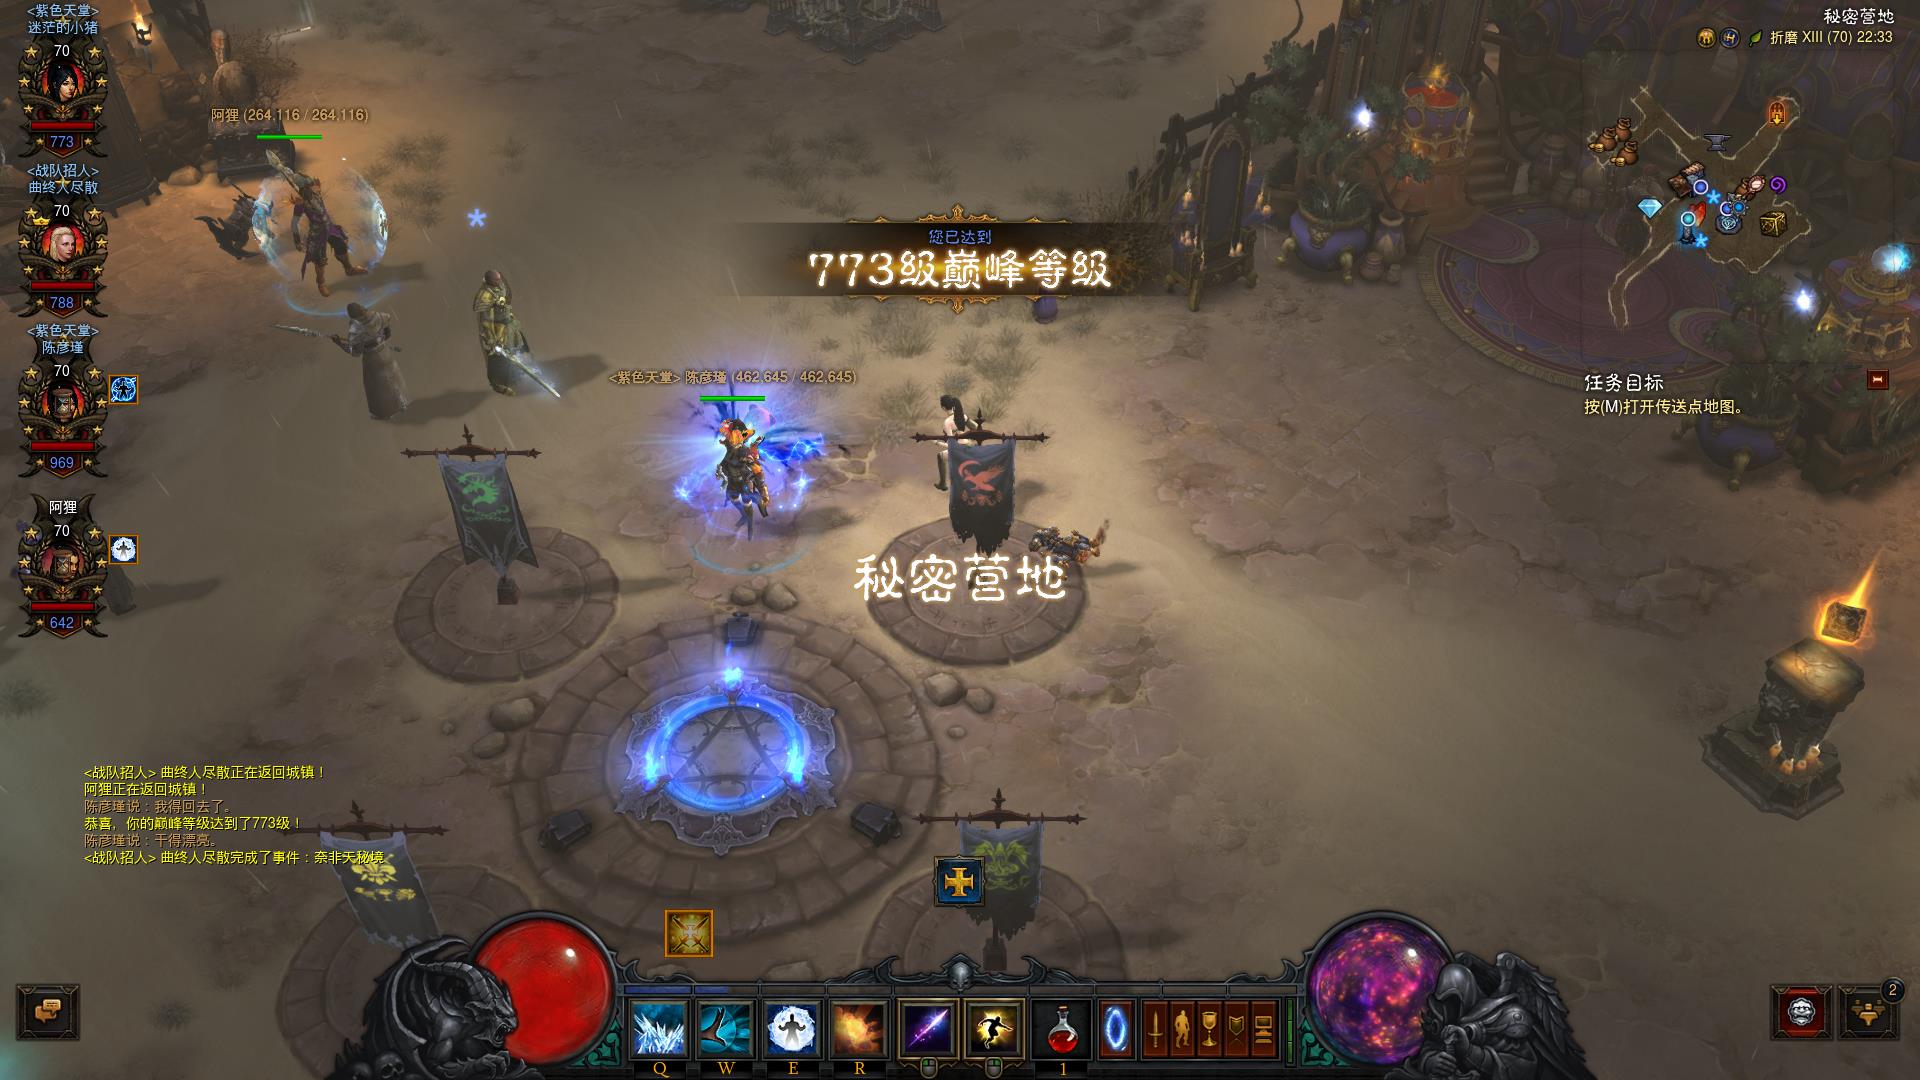 <紫色天堂>
迷茫的小猪
70
773
<战队招人>
曲终人尽散
70
788
<紫色天堂>
陈彦瑾
70
969
阿狸
70
642
阿狸 (264,116 / 264,116)
<紫色天堂> 陈彦瑾 (462,645 / 462,645)
您已达到
773级巅峰等级
秘密营地
秘密营地
折磨 XIII (70) 22:33
任务目标
按(M)打开传送点地图。
<战队招人> 曲终人尽散正在返回城镇！
阿狸正在返回城镇！
陈彦瑾说：我得回去了。
恭喜，你的巅峰等级达到了773级！
陈彦瑾说：干得漂亮。
<战队招人> 曲终人尽散完成了事件：奈非天秘境
Q W E R 1
2